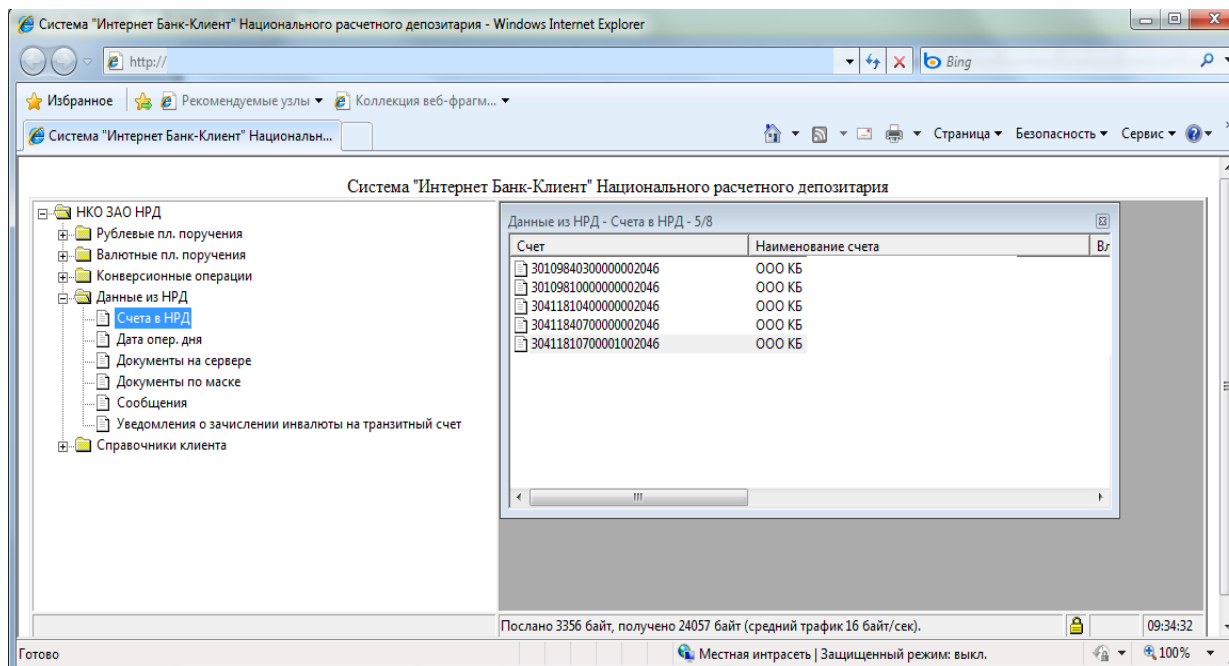 Система "Интернет Банк-Клиент" Национального расчетного депозитария - Windows Internet Explorer
http://
Bing
Избранное Рекомендуемые узлы Коллекция веб-фрагм...
Система "Интернет Банк-Клиент" Национальн... Страница Безопасность Сервис
Система "Интернет Банк-Клиент" Национального расчетного депозитария
НКО ЗАО НРД
Рублевые пл. поручения
Валютные пл. поручения
Конверсионные операции
Данные из НРД
Счета в НРД
Дата опер. дня
Документы на сервере
Документы по маске
Сообщения
Уведомления о зачислении инвалюты на транзитный счет
Справочники клиента
Данные из НРД - Счета в НРД - 5/8
Счет Наименование счета Вл
30109840300000002046 ООО КБ
30109810000000002046 ООО КБ
30411810400000002046 ООО КБ
30411840700000002046 ООО КБ
30411810700001002046 ООО КБ
Послано 3356 байт, получено 24057 байт (средний трафик 16 байт/сек). 09:34:32
Готово Местная интрасеть | Защищенный режим: выкл. 100%